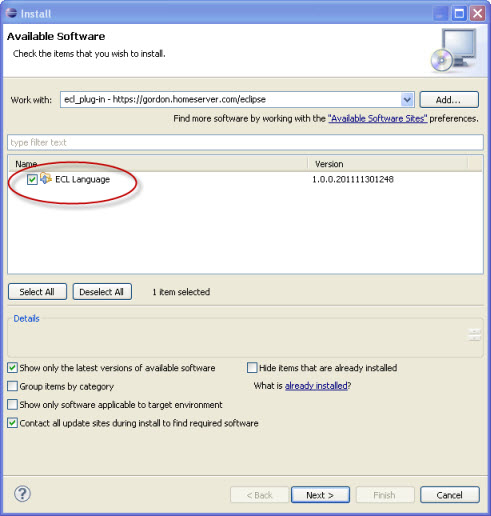 Install
Available Software
Check the items that you wish to install.
Work with: ecl_plug-in - https://gordon.homeserver.com/eclipse Add...
Find more software by working with the "Available Software Sites" preferences.
type filter text
Name Version
ECL Language 1.0.0.201111301248
Select All Deselect All 1 item selected
Details
Show only the latest versions of available software Hide items that are already installed
Group items by category What is already installed?
Show only software applicable to target environment
Contact all update sites during install to find required software
? < Back Next > Finish Cancel